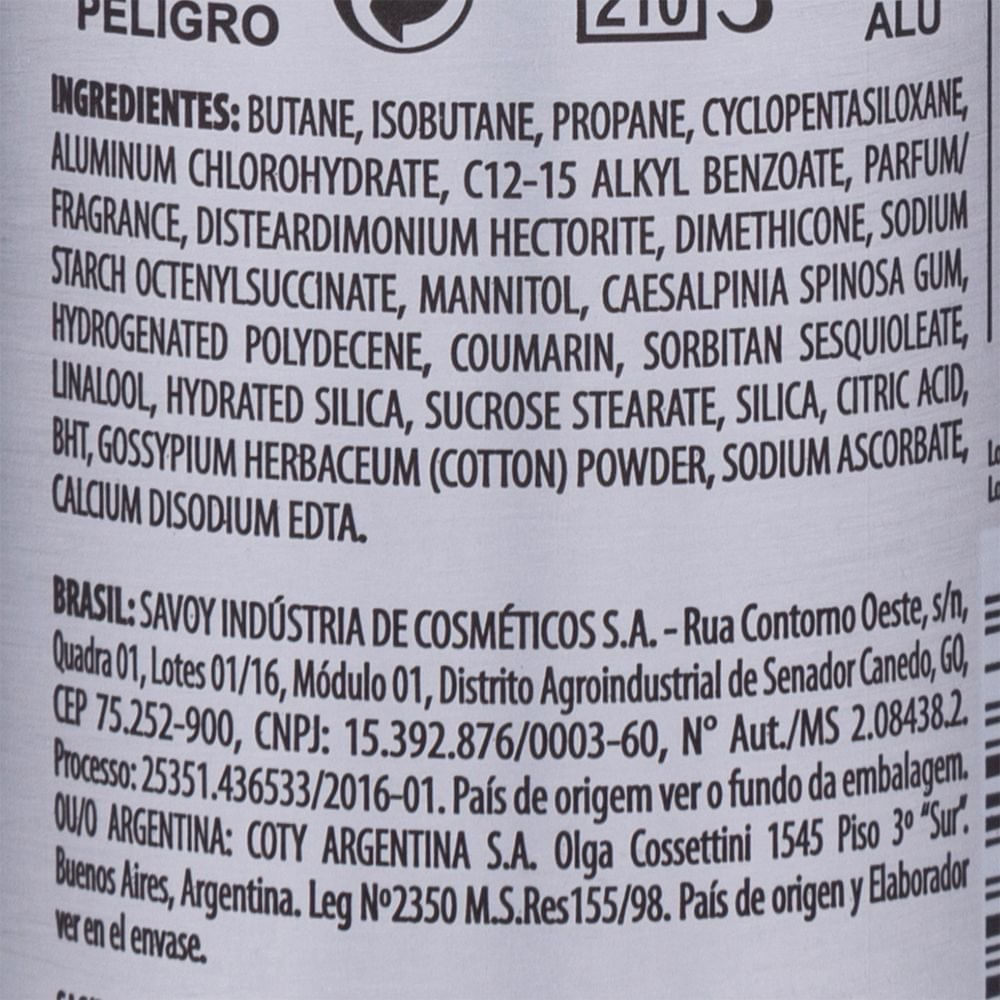 PELIGRO
210
ALU
INGREDIENTES: BUTANE, ISOBUTANE, PROPANE, CYCLOPENTASILOXANE,
ALUMINUM CHLOROHYDRATE, C12-15 ALKYL BENZOATE, PARFUM/
FRAGRANCE, DISTEARDIMONIUM HECTORITE, DIMETHICONE, SODIUM
STARCH OCTENYLSUCCINATE, MANNITOL, CAESALPINIA SPINOSA GUM,
HYDROGENATED POLYDECENE, COUMARIN, SORBITAN SESQUIOLEATE,
LINALOOL, HYDRATED SILICA, SUCROSE STEARATE, SILICA, CITRIC ACID,
BHT, GOSSYPIUM HERBACEUM (COTTON) POWDER, SODIUM ASCORBATE,
CALCIUM DISODIUM EDTA.
BRASIL: SAVOY INDÚSTRIA DE COSMÉTICOS S.A. – Rua Contorno Oeste, s/n,
Quadra 01, Lotes 01/16, Módulo 01, Distrito Agroindustrial de Senador Canedo, GO,
CEP 75.252-900, CNPJ: 15.392.876/0003-60, N° Aut./MS 2.08438.2.
Processo: 25351.436533/2016-01. País de origem ver o fundo da embalagem.
OU/O ARGENTINA: COTY ARGENTINA S.A. Olga Cossettini 1545 Piso 3º "Sur".
Buenos Aires, Argentina. Leg Nº2350 M.S.Res155/98. País de origen y Elaborador
ver en el envase.